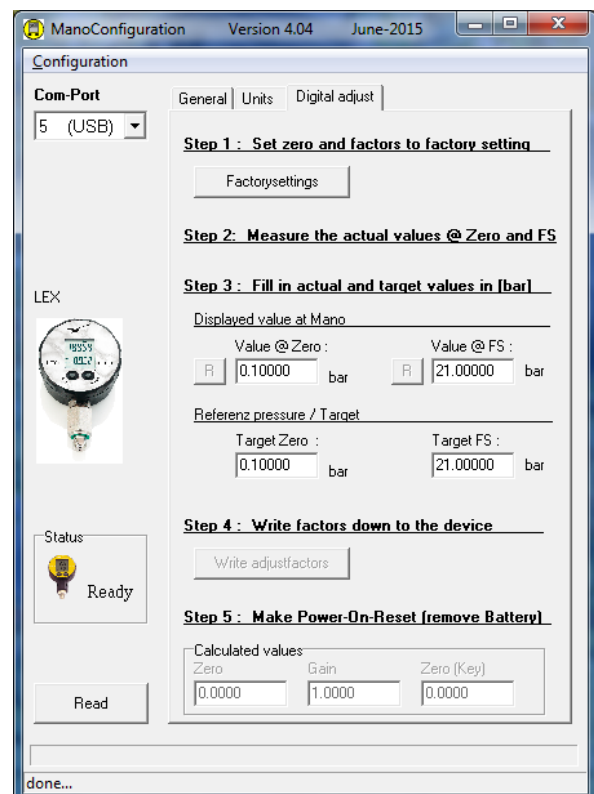 ManoConfiguration Version 4.04 June-2015
Configuration
Com-Port
5 (USB)
General Units Digital adjust
Step 1 : Set zero and factors to factory setting
Factorysettings
Step 2: Measure the actual values @ Zero and FS
Step 3 : Fill in actual and target values in [bar]
LEX
Displayed value at Mano
Value @ Zero : Value @ FS :
R 0.10000 bar R 21.00000 bar
Referenz pressure / Target
Target Zero : Target FS :
0.10000 bar 21.00000 bar
Step 4 : Write factors down to the device
Status
Write adjustfactors
Ready
Step 5 : Make Power-On-Reset (remove Battery)
Calculated values
Zero Gain Zero (Key)
0.0000 1.0000 0.0000
Read
done...